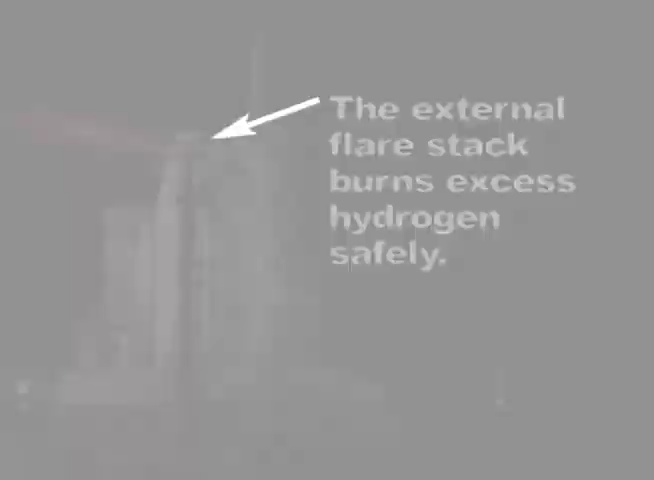 The external
flare stack
burns excess
hydrogen
safely.